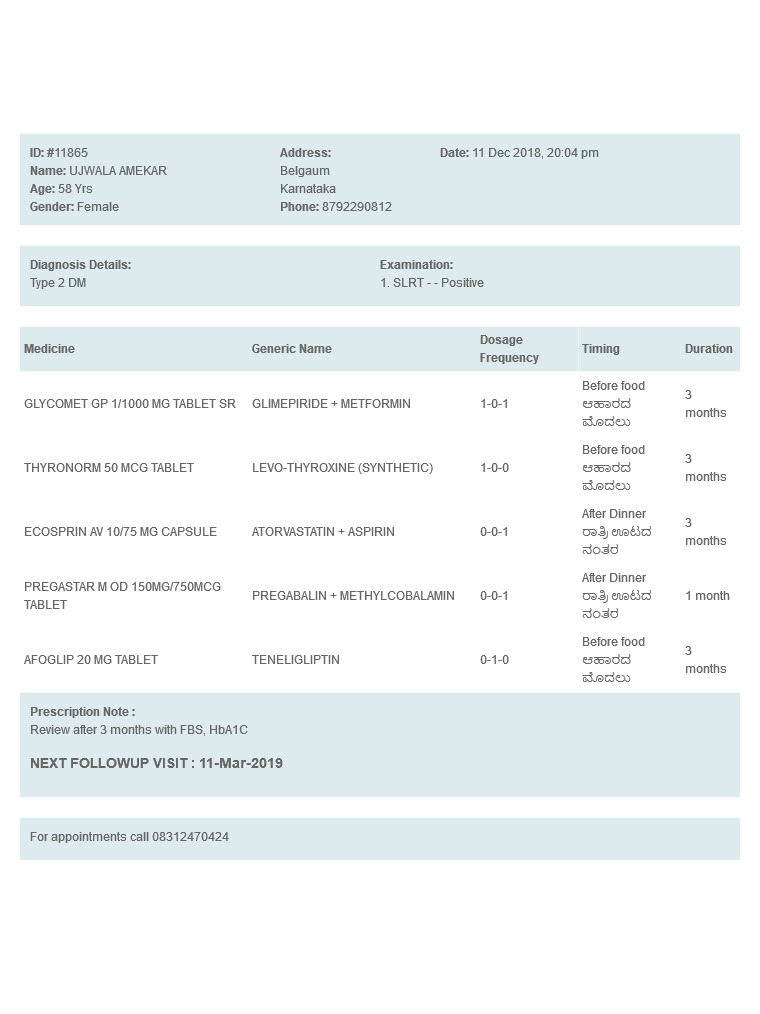 ID: #11865
Name: UJWALA AMEKAR
Age: 58 Yrs
Gender: Female
Address:
Belgaum
Karnataka
Phone: 8792290812
Date: 11 Dec 2018, 20:04 pm
Diagnosis Details:
Type 2 DM
Examination:
1. SLRT - - Positive
Medicine Generic Name Dosage Frequency Timing Duration
GLYCOMET GP 1/1000 MG TABLET SR GLIMEPIRIDE + METFORMIN 1-0-1 Before food ಆಹಾರದ ಮೊದಲು 3 months
THYRONORM 50 MCG TABLET LEVO-THYROXINE (SYNTHETIC) 1-0-0 Before food ಆಹಾರದ ಮೊದಲು 3 months
ECOSPRIN AV 10/75 MG CAPSULE ATORVASTATIN + ASPIRIN 0-0-1 After Dinner ರಾತ್ರಿ ಊಟದ ನಂತರ 3 months
PREGASTAR M OD 150MG/750MCG TABLET PREGABALIN + METHYLCOBALAMIN 0-0-1 After Dinner ರಾತ್ರಿ ಊಟದ ನಂತರ 1 month
AFOGLIP 20 MG TABLET TENELIGLIPTIN 0-1-0 Before food ಆಹಾರದ ಮೊದಲು 3 months
Prescription Note :
Review after 3 months with FBS, HbA1C
NEXT FOLLOWUP VISIT : 11-Mar-2019
For appointments call 08312470424